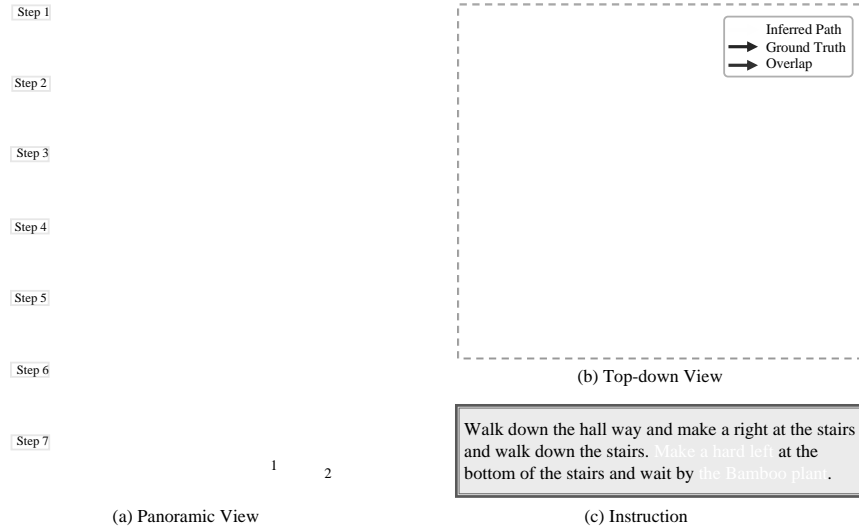 Step 1
Step 2
Step 3
Step 4
Step 5
Step 6
Step 7
1
2
(a) Panoramic View
Inferred Path
Ground Truth
Overlap
(b) Top-down View
Walk down the hall way and make a right at the stairs
and walk down the stairs. Make a hard left at the
bottom of the stairs and wait by the Bamboo plant.
(c) Instruction